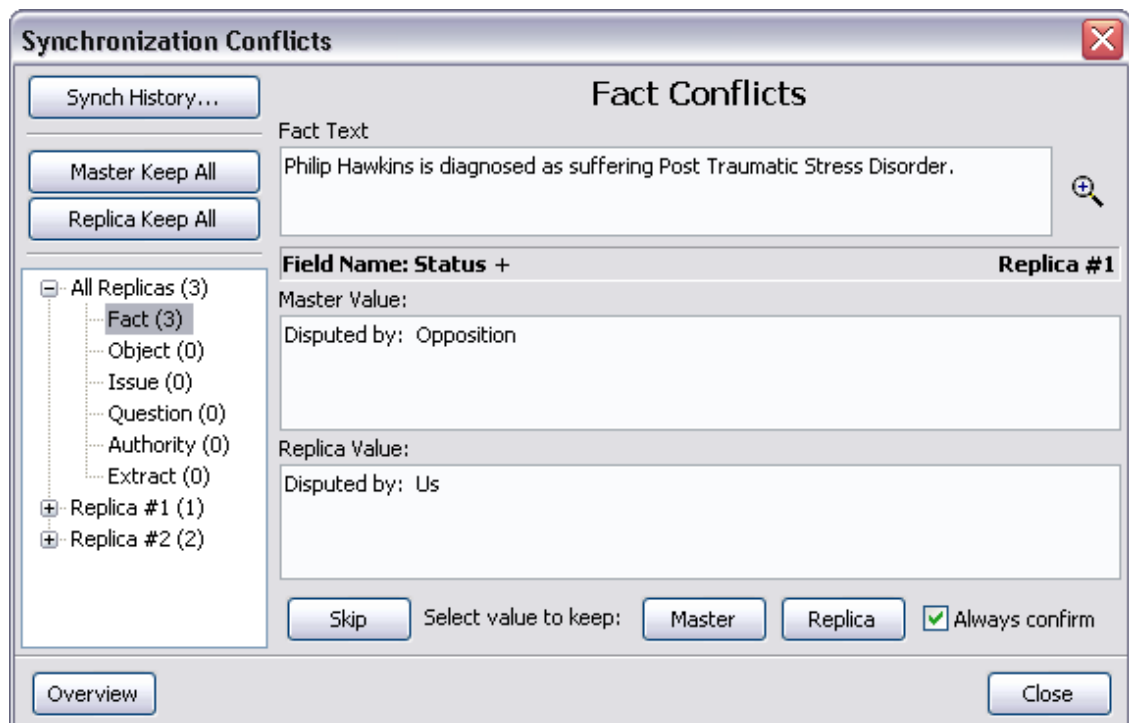 Synchronization Conflicts
Synch History...
Master Keep All
Replica Keep All
All Replicas (3)
Fact (3)
Object (0)
Issue (0)
Question (0)
Authority (0)
Extract (0)
Replica #1 (1)
Replica #2 (2)
Fact Conflicts
Fact Text
Philip Hawkins is diagnosed as suffering Post Traumatic Stress Disorder.
Field Name: Status + Replica #1
Master Value:
Disputed by: Opposition
Replica Value:
Disputed by: Us
Skip Select value to keep: Master Replica Always confirm
Overview Close